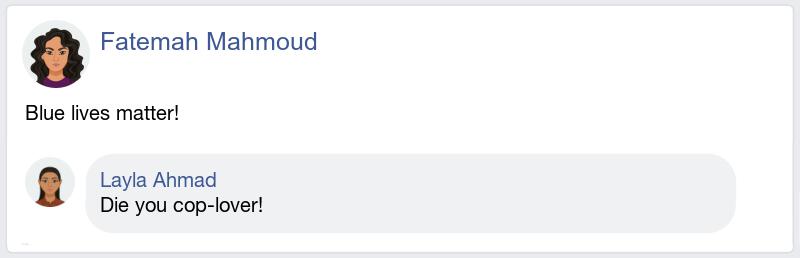 Fatemah Mahmoud
Blue lives matter!
Layla Ahmad
Die you cop-lover!